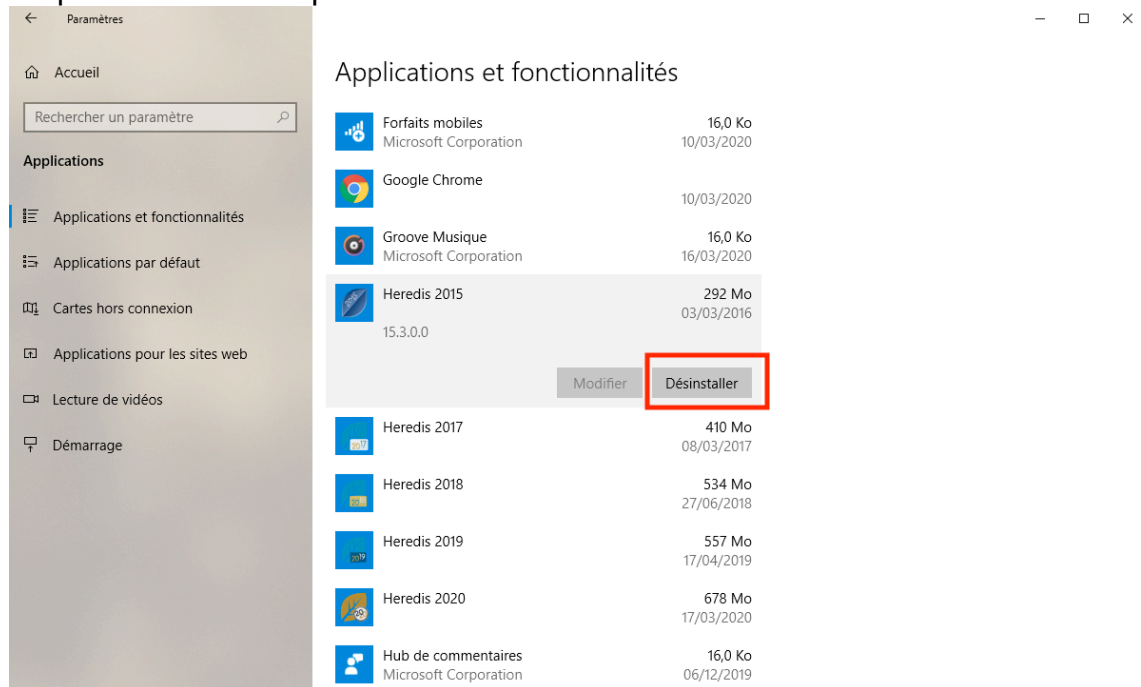 Paramètres
Accueil
Rechercher un paramètre
Applications
Applications et fonctionnalités
Applications par défaut
Cartes hors connexion
Applications pour les sites web
Lecture de vidéos
Démarrage
Applications et fonctionnalités
Forfaits mobiles 16,0 Ko
Microsoft Corporation 10/03/2020
Google Chrome
10/03/2020
Groove Musique 16,0 Ko
Microsoft Corporation 16/03/2020
Heredis 2015 292 Mo
03/03/2016
15.3.0.0
Modifier Désinstaller
Heredis 2017 410 Mo
08/03/2017
Heredis 2018 534 Mo
27/06/2018
Heredis 2019 557 Mo
17/04/2019
Heredis 2020 678 Mo
17/03/2020
Hub de commentaires 16,0 Ko
Microsoft Corporation 06/12/2019